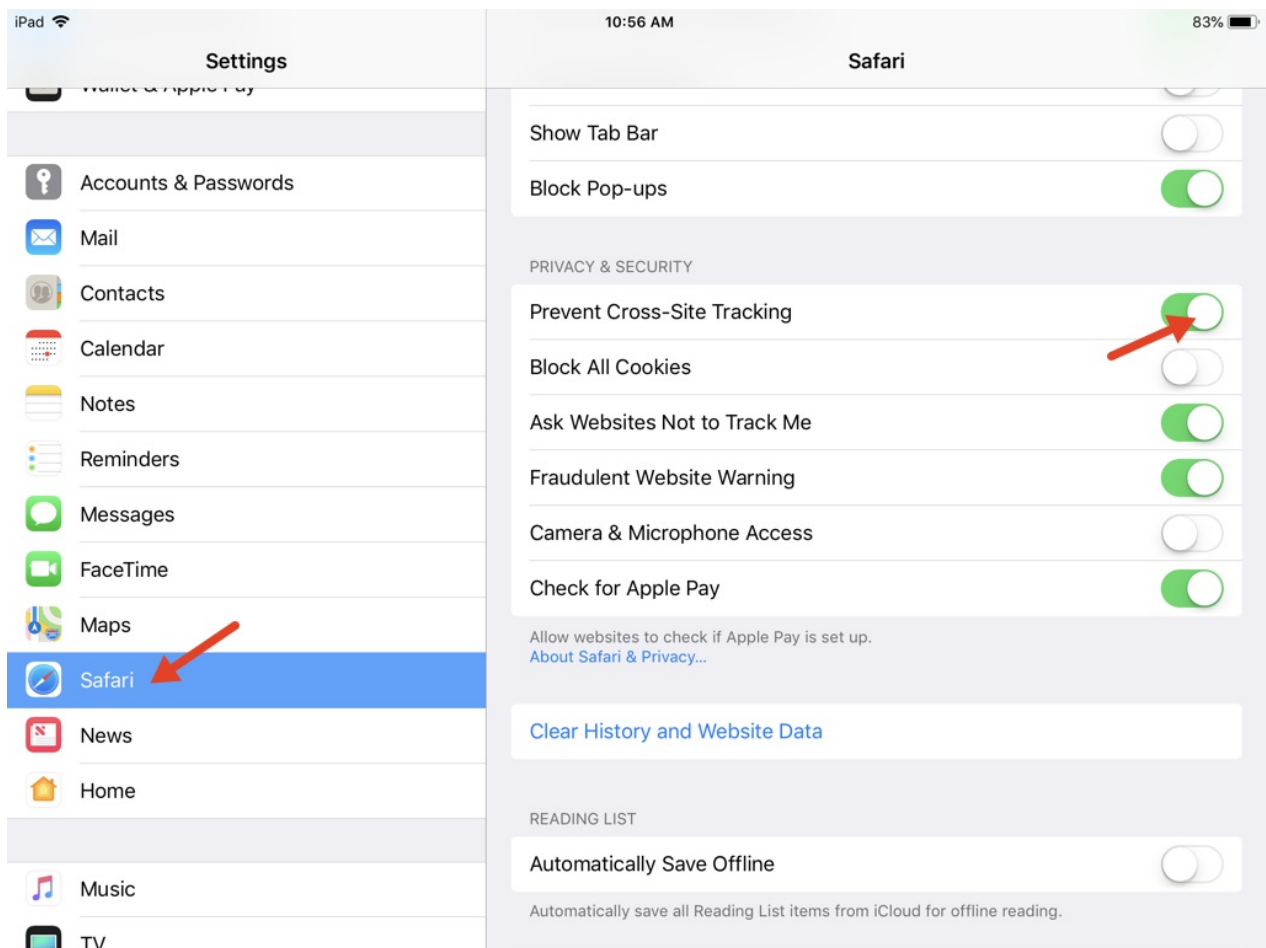 iPad
10:56 AM
83%
Settings
Safari
Wallet & Apple Pay
Accounts & Passwords
Mail
Contacts
Calendar
Notes
Reminders
Messages
FaceTime
Maps
Safari
News
Home
Music
TV
Show Tab Bar
Block Pop-ups
PRIVACY & SECURITY
Prevent Cross-Site Tracking
Block All Cookies
Ask Websites Not to Track Me
Fraudulent Website Warning
Camera & Microphone Access
Check for Apple Pay
Allow websites to check if Apple Pay is set up.
About Safari & Privacy...
Clear History and Website Data
READING LIST
Automatically Save Offline
Automatically save all Reading List items from iCloud for offline reading.